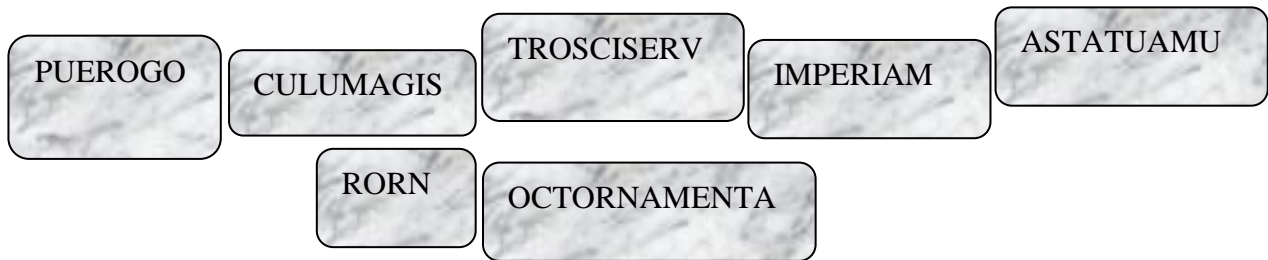 PUEROGO
CULUMAGIS
TROSCISERV
IMPERIAM
ASTATUAMU
RORN
OCTORNAMENTA